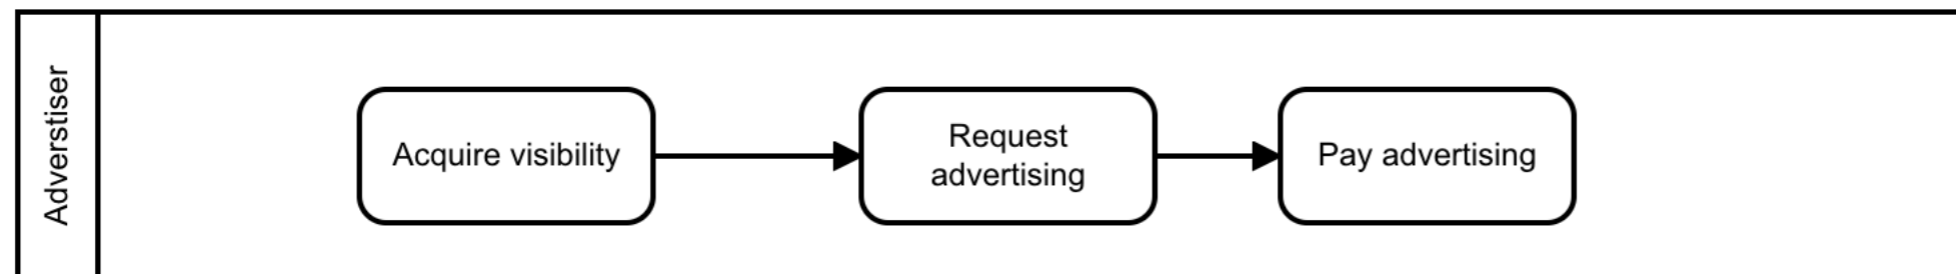 Adverstiser
Acquire visibility
Request
advertising
Pay advertising